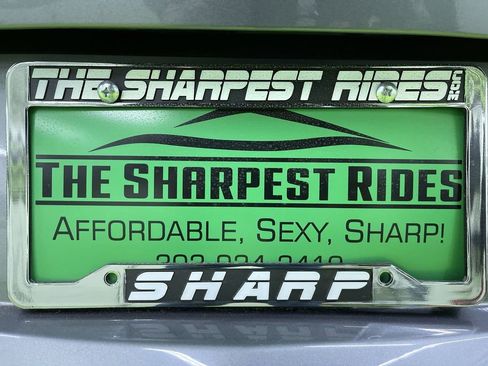 THE SHARPEST RIDES
THE SHARPEST RIDES
AFFORDABLE, SEXY, SHARP!
SHARP